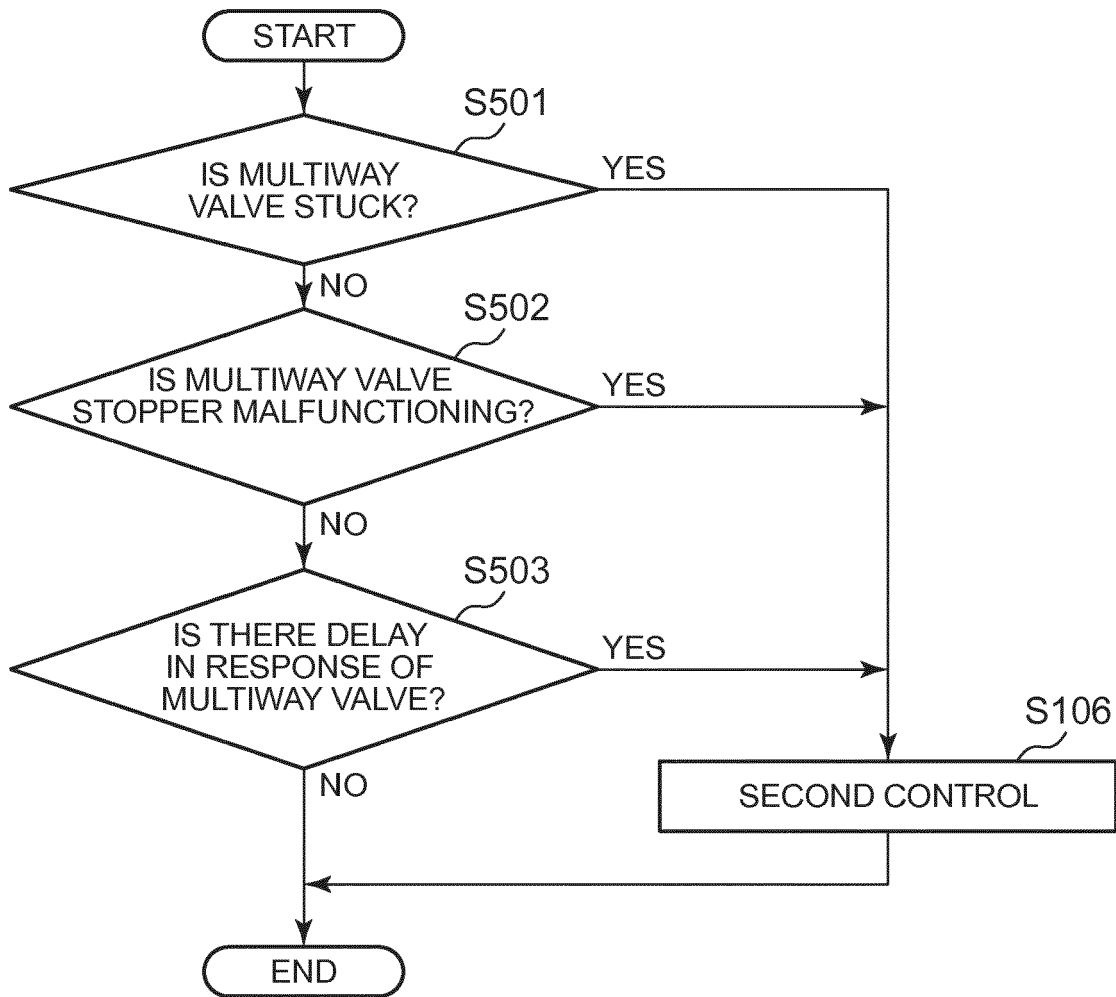 START
S501
IS MULTIWAY
VALVE STUCK?
YES
NO
S502
IS MULTIWAY VALVE
STOPPER MALFUNCTIONING?
YES
NO
S503
IS THERE DELAY
IN RESPONSE OF
MULTIWAY VALVE?
YES
NO
S106
SECOND CONTROL
END